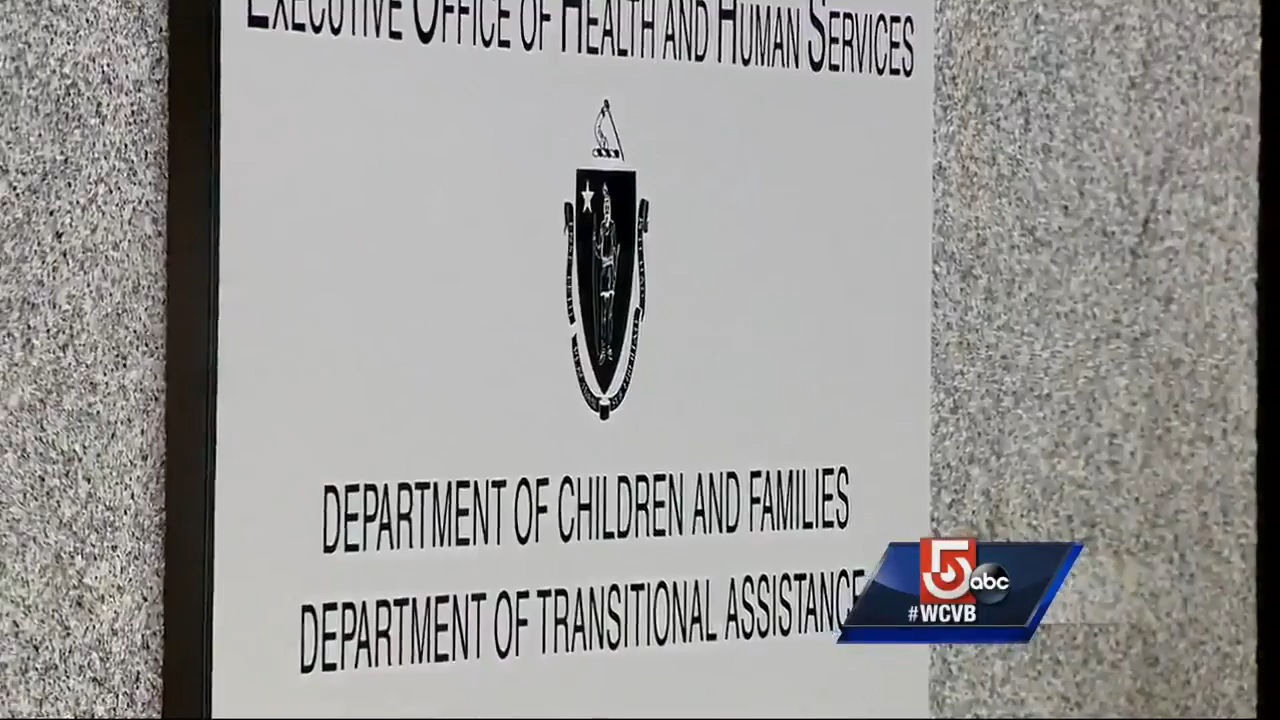 EXECUTIVE OFFICE OF HEALTH AND HUMAN SERVICES
DEPARTMENT OF CHILDREN AND FAMILIES
DEPARTMENT OF TRANSITIONAL ASSISTANCE
5 abc
#WCVB